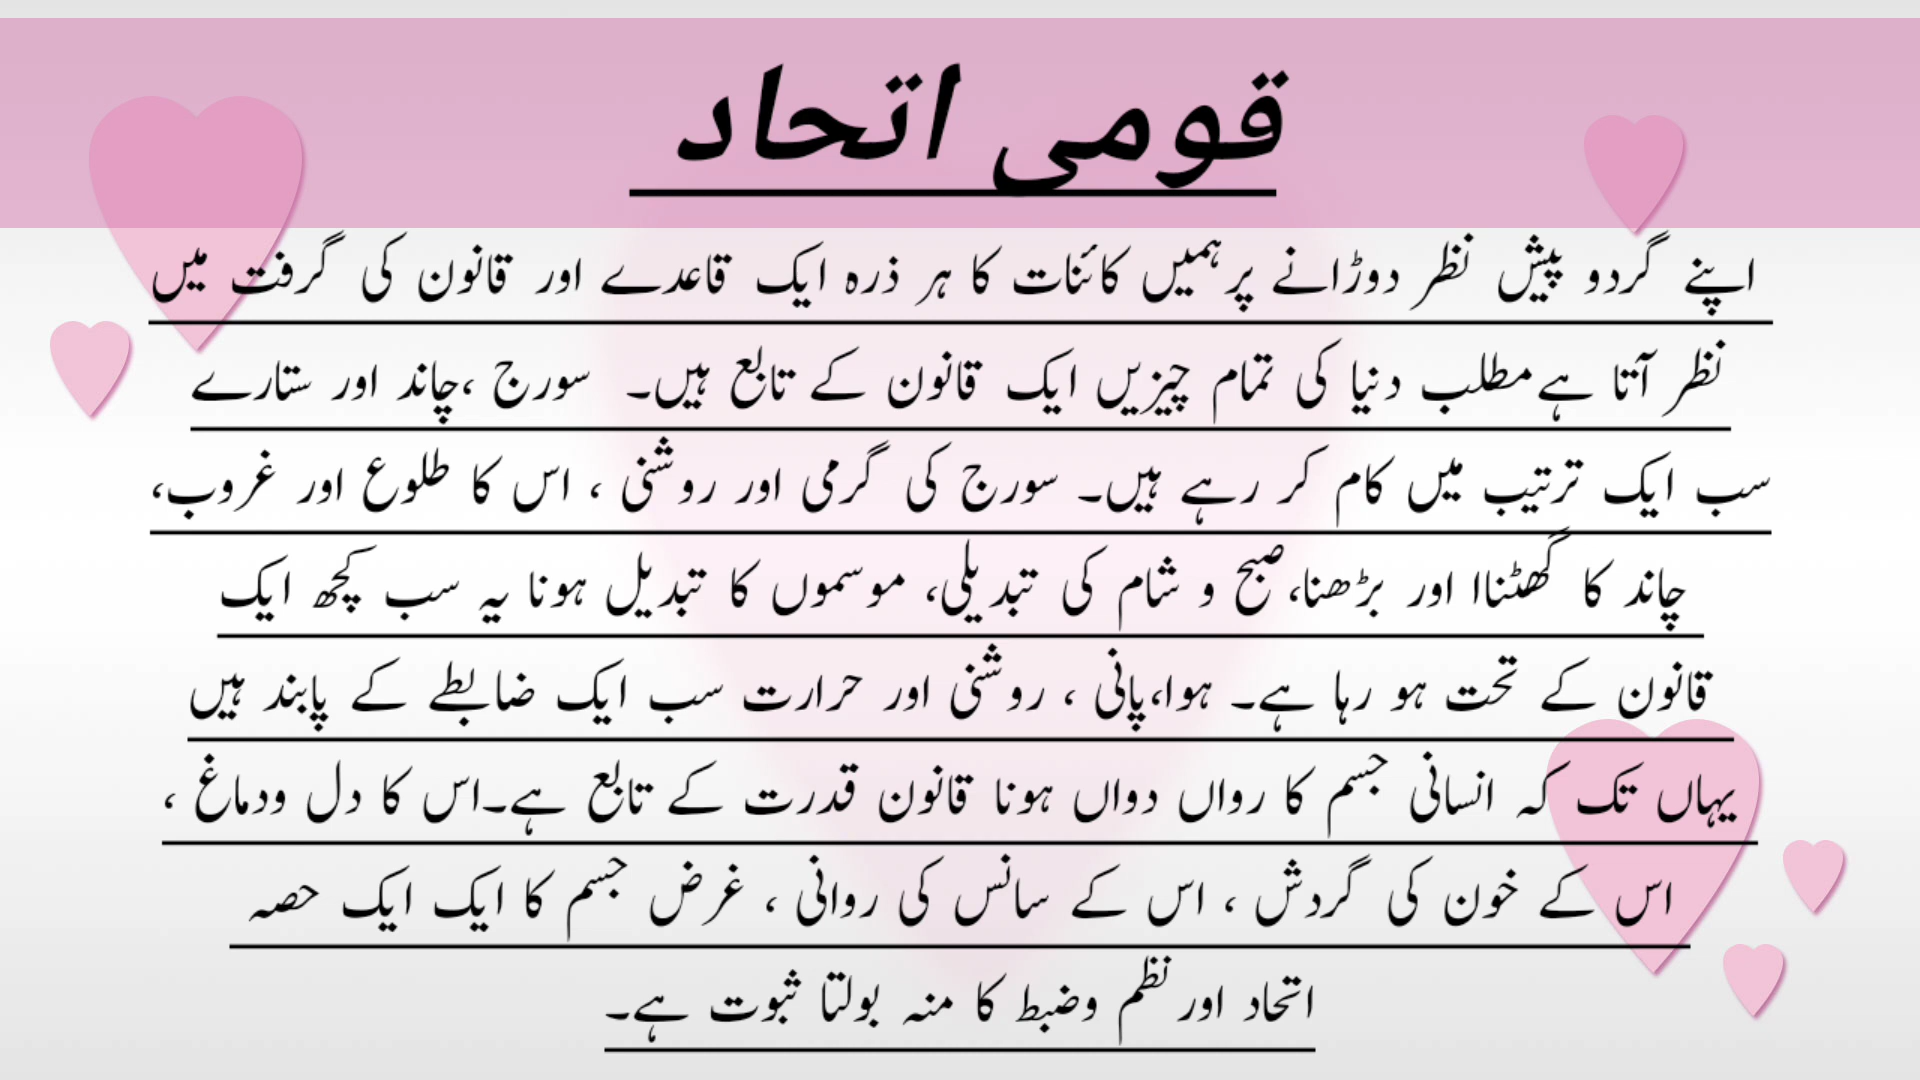 قومی اتحاد
اپنے گردو پیش نظر دوڑانے پرہمیں کائنات کا ہر ذرہ ایک قاعدے اور قانون کی گرفت میں
نظر آتا ہے مطلب دنیا کی تمام چیزیں ایک قانون کے تابع ہیں۔ سورج ،چاند اور ستارے
سب ایک ترتیب میں کام کر رہے ہیں۔ سورج کی گرمی اور روشنی ، اس کا طلوع اور غروب،
چاند کا گھٹناا اور بڑھنا،صبح و شام کی تبدیلی، موسموں کا تبدیل ہونا یہ سب کچھ ایک
قانون کے تحت ہو رہا ہے۔ ہوا،پانی ، روشنی اور حرارت سب ایک ضابطے کے پابند ہیں
یہاں تک کہ انسانی جسم کا رواں دواں ہونا قانون قدرت کے تابع ہے۔اس کا دل ودماغ ،
اس کے خون کی گردش ، اس کے سانس کی روانی ، غرض جسم کا ایک ایک حصہ
اتحاد اور نظم وضبط کا منہ بولتا ثبوت ہے۔